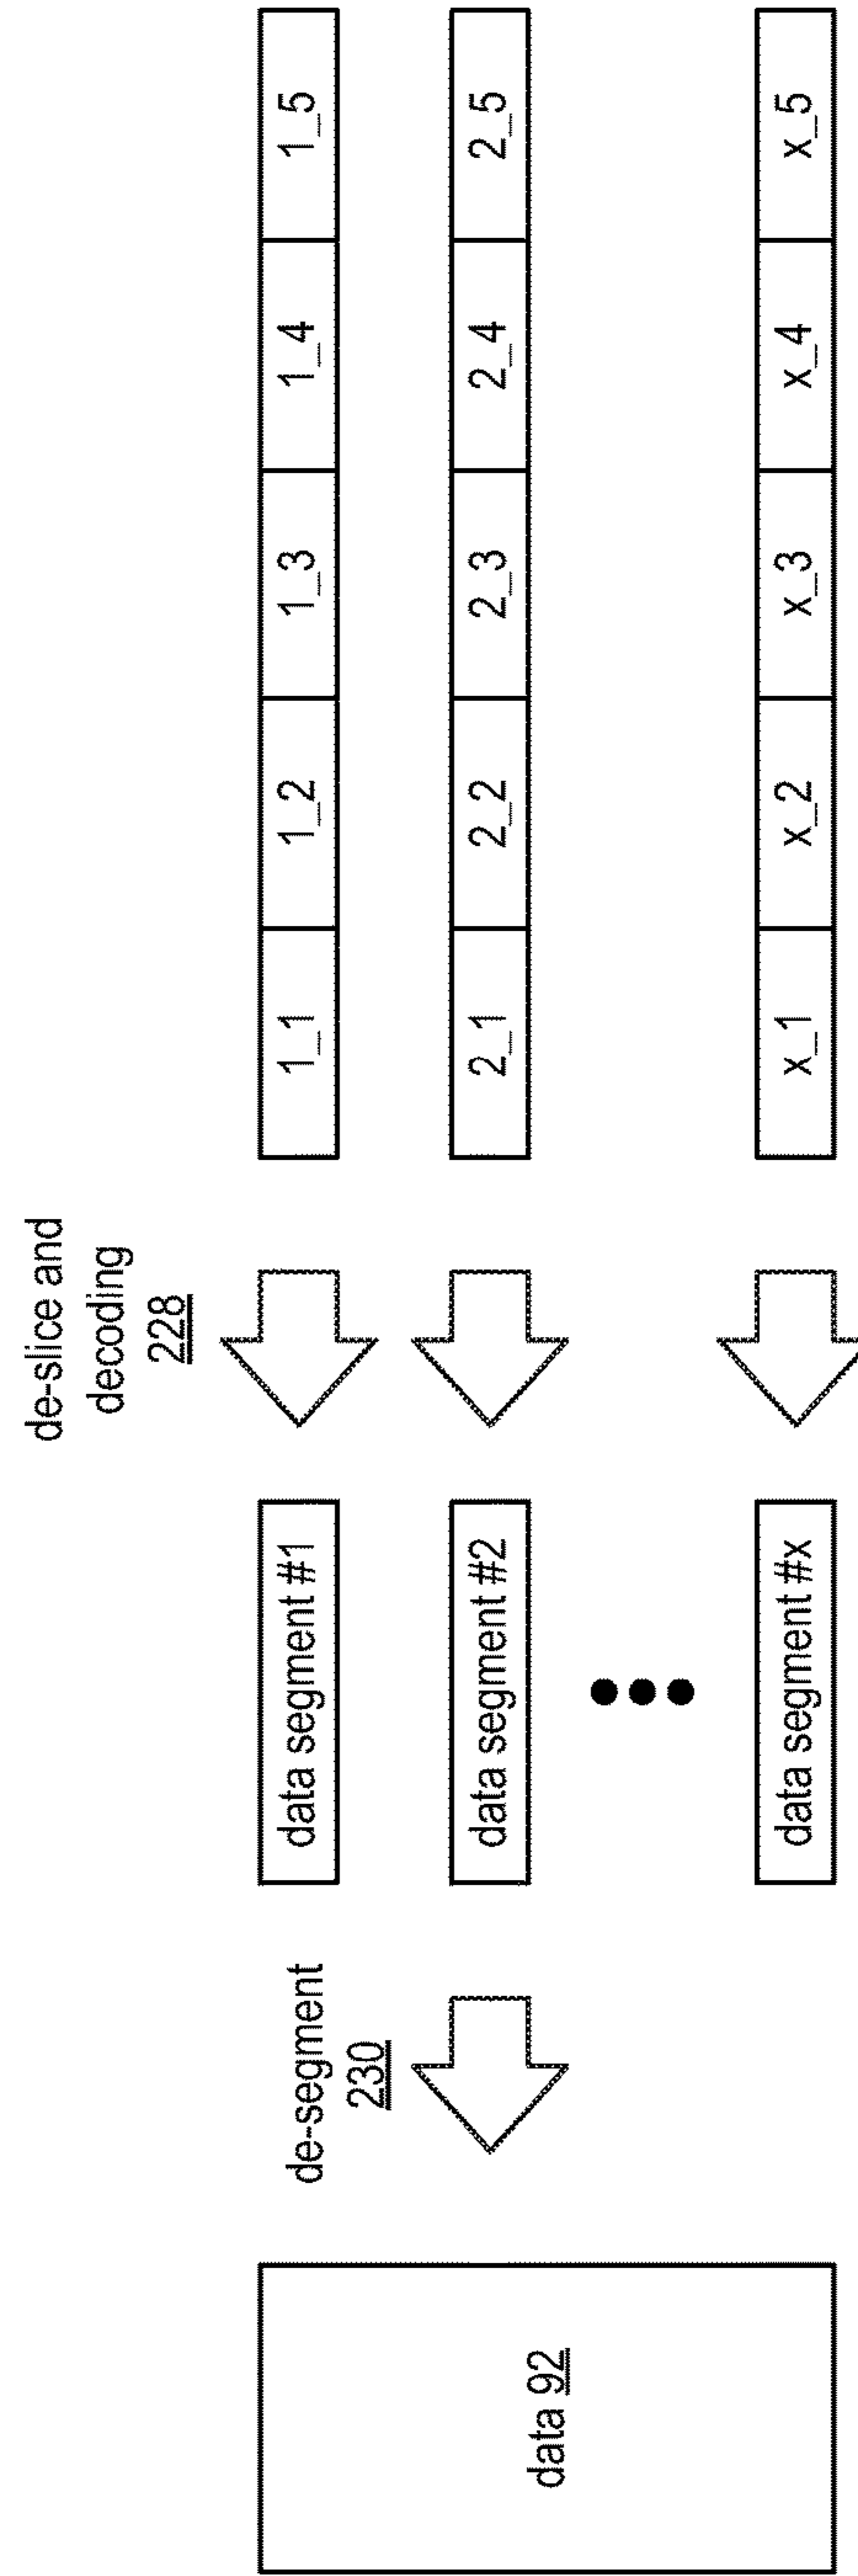 de-slice and
decoding
228
de-segment
230
data 92
data segment #1
1_1 1_2 1_3 1_4 1_5
data segment #2
2_1 2_2 2_3 2_4 2_5
data segment #x
x_1 x_2 x_3 x_4 x_5